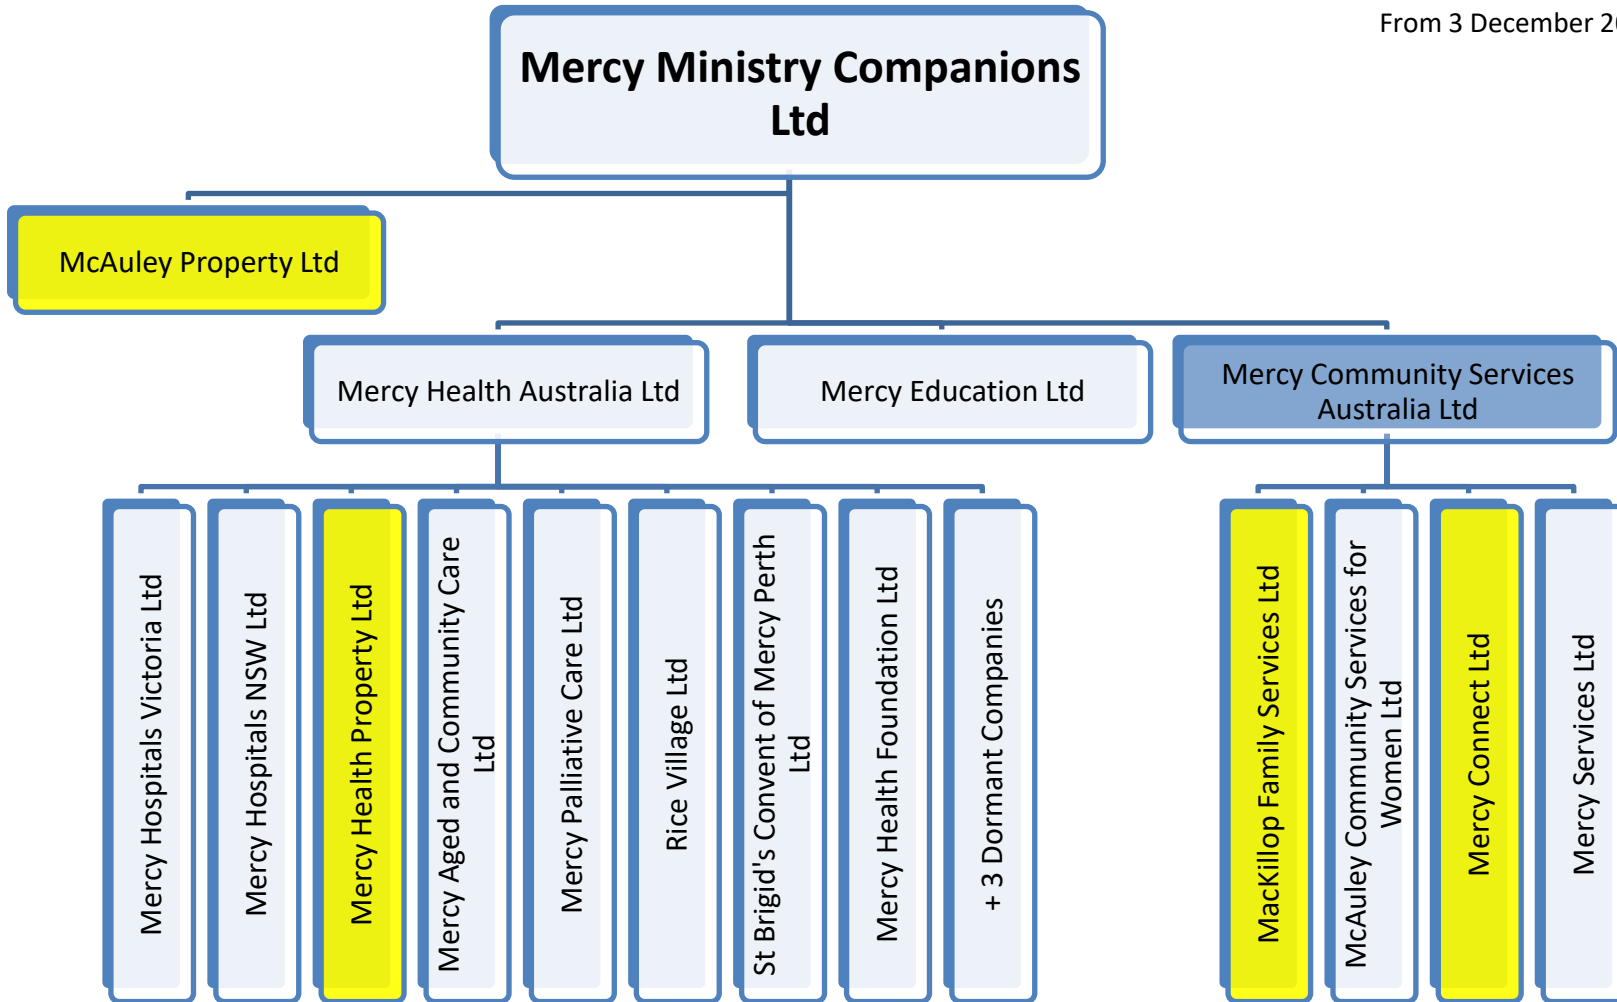 From 3 December
Mercy Ministry Companions
Ltd
McAuley Property Ltd
Mercy Health Australia Ltd
Mercy Education Ltd
Mercy Community Services
Australia Ltd
Mercy Hospitals Victoria Ltd
Mercy Hospitals NSW Ltd
Mercy Health Property Ltd
Mercy Aged and Community Care
Ltd
Mercy Palliative Care Ltd
Rice Village Ltd
St Brigid's Convent of Mercy Perth
Ltd
Mercy Health Foundation Ltd
+ 3 Dormant Companies
MacKillop Family Services Ltd
McAuley Community Services for
Women Ltd
Mercy Connect Ltd
Mercy Services Ltd